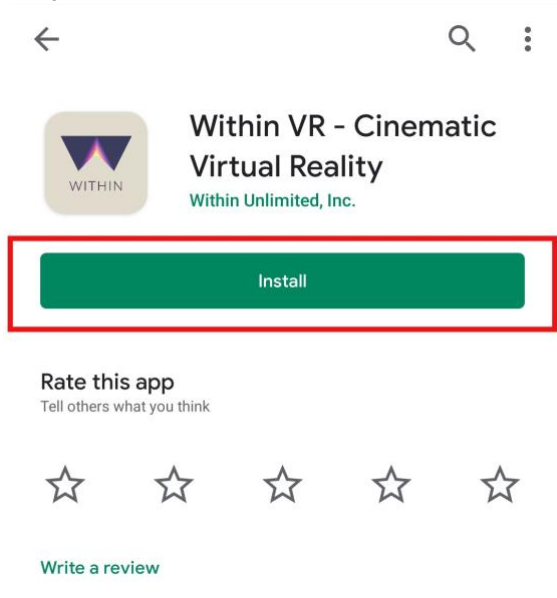 Within VR - Cinematic
Virtual Reality
WITHIN
Within Unlimited, Inc.
Install
Rate this app
Tell others what you think
Write a review